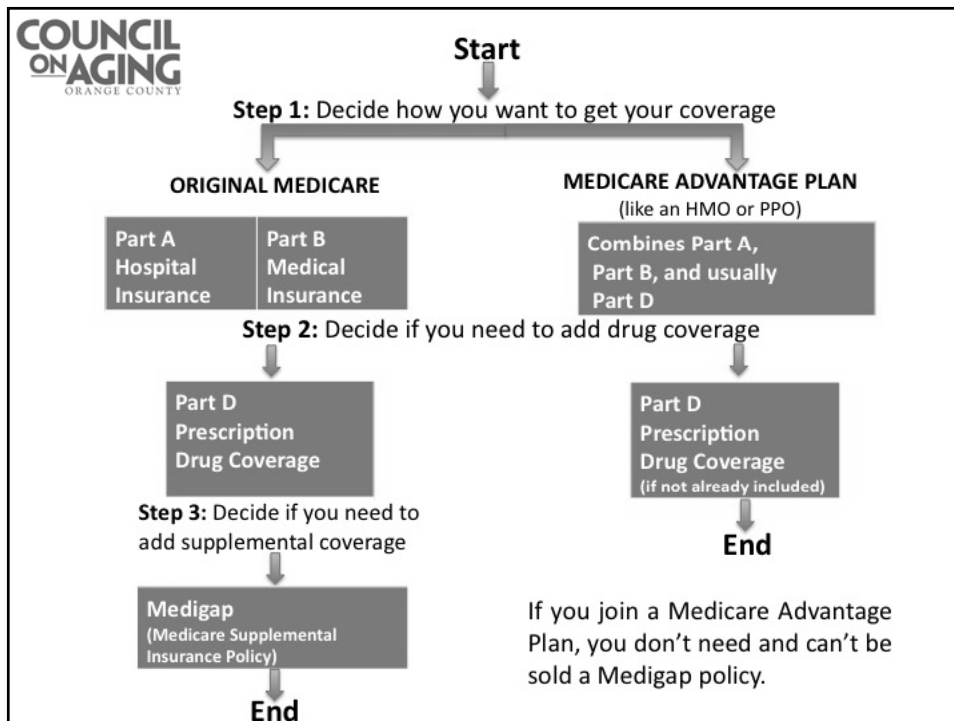 COUNCIL
ON AGING
ORANGE COUNTY
Start
Step 1: Decide how you want to get your coverage
ORIGINAL MEDICARE
Part A
Hospital
Insurance
Part B
Medical
Insurance
MEDICARE ADVANTAGE PLAN
(like an HMO or PPO)
Combines Part A,
Part B, and usually
Part D
Step 2: Decide if you need to add drug coverage
Part D
Prescription
Drug Coverage
Part D
Prescription
Drug Coverage
(if not already included)
Step 3: Decide if you need to
add supplemental coverage
End
Medigap
(Medicare Supplemental
Insurance Policy)
End
If you join a Medicare Advantage
Plan, you don't need and can't be
sold a Medigap policy.